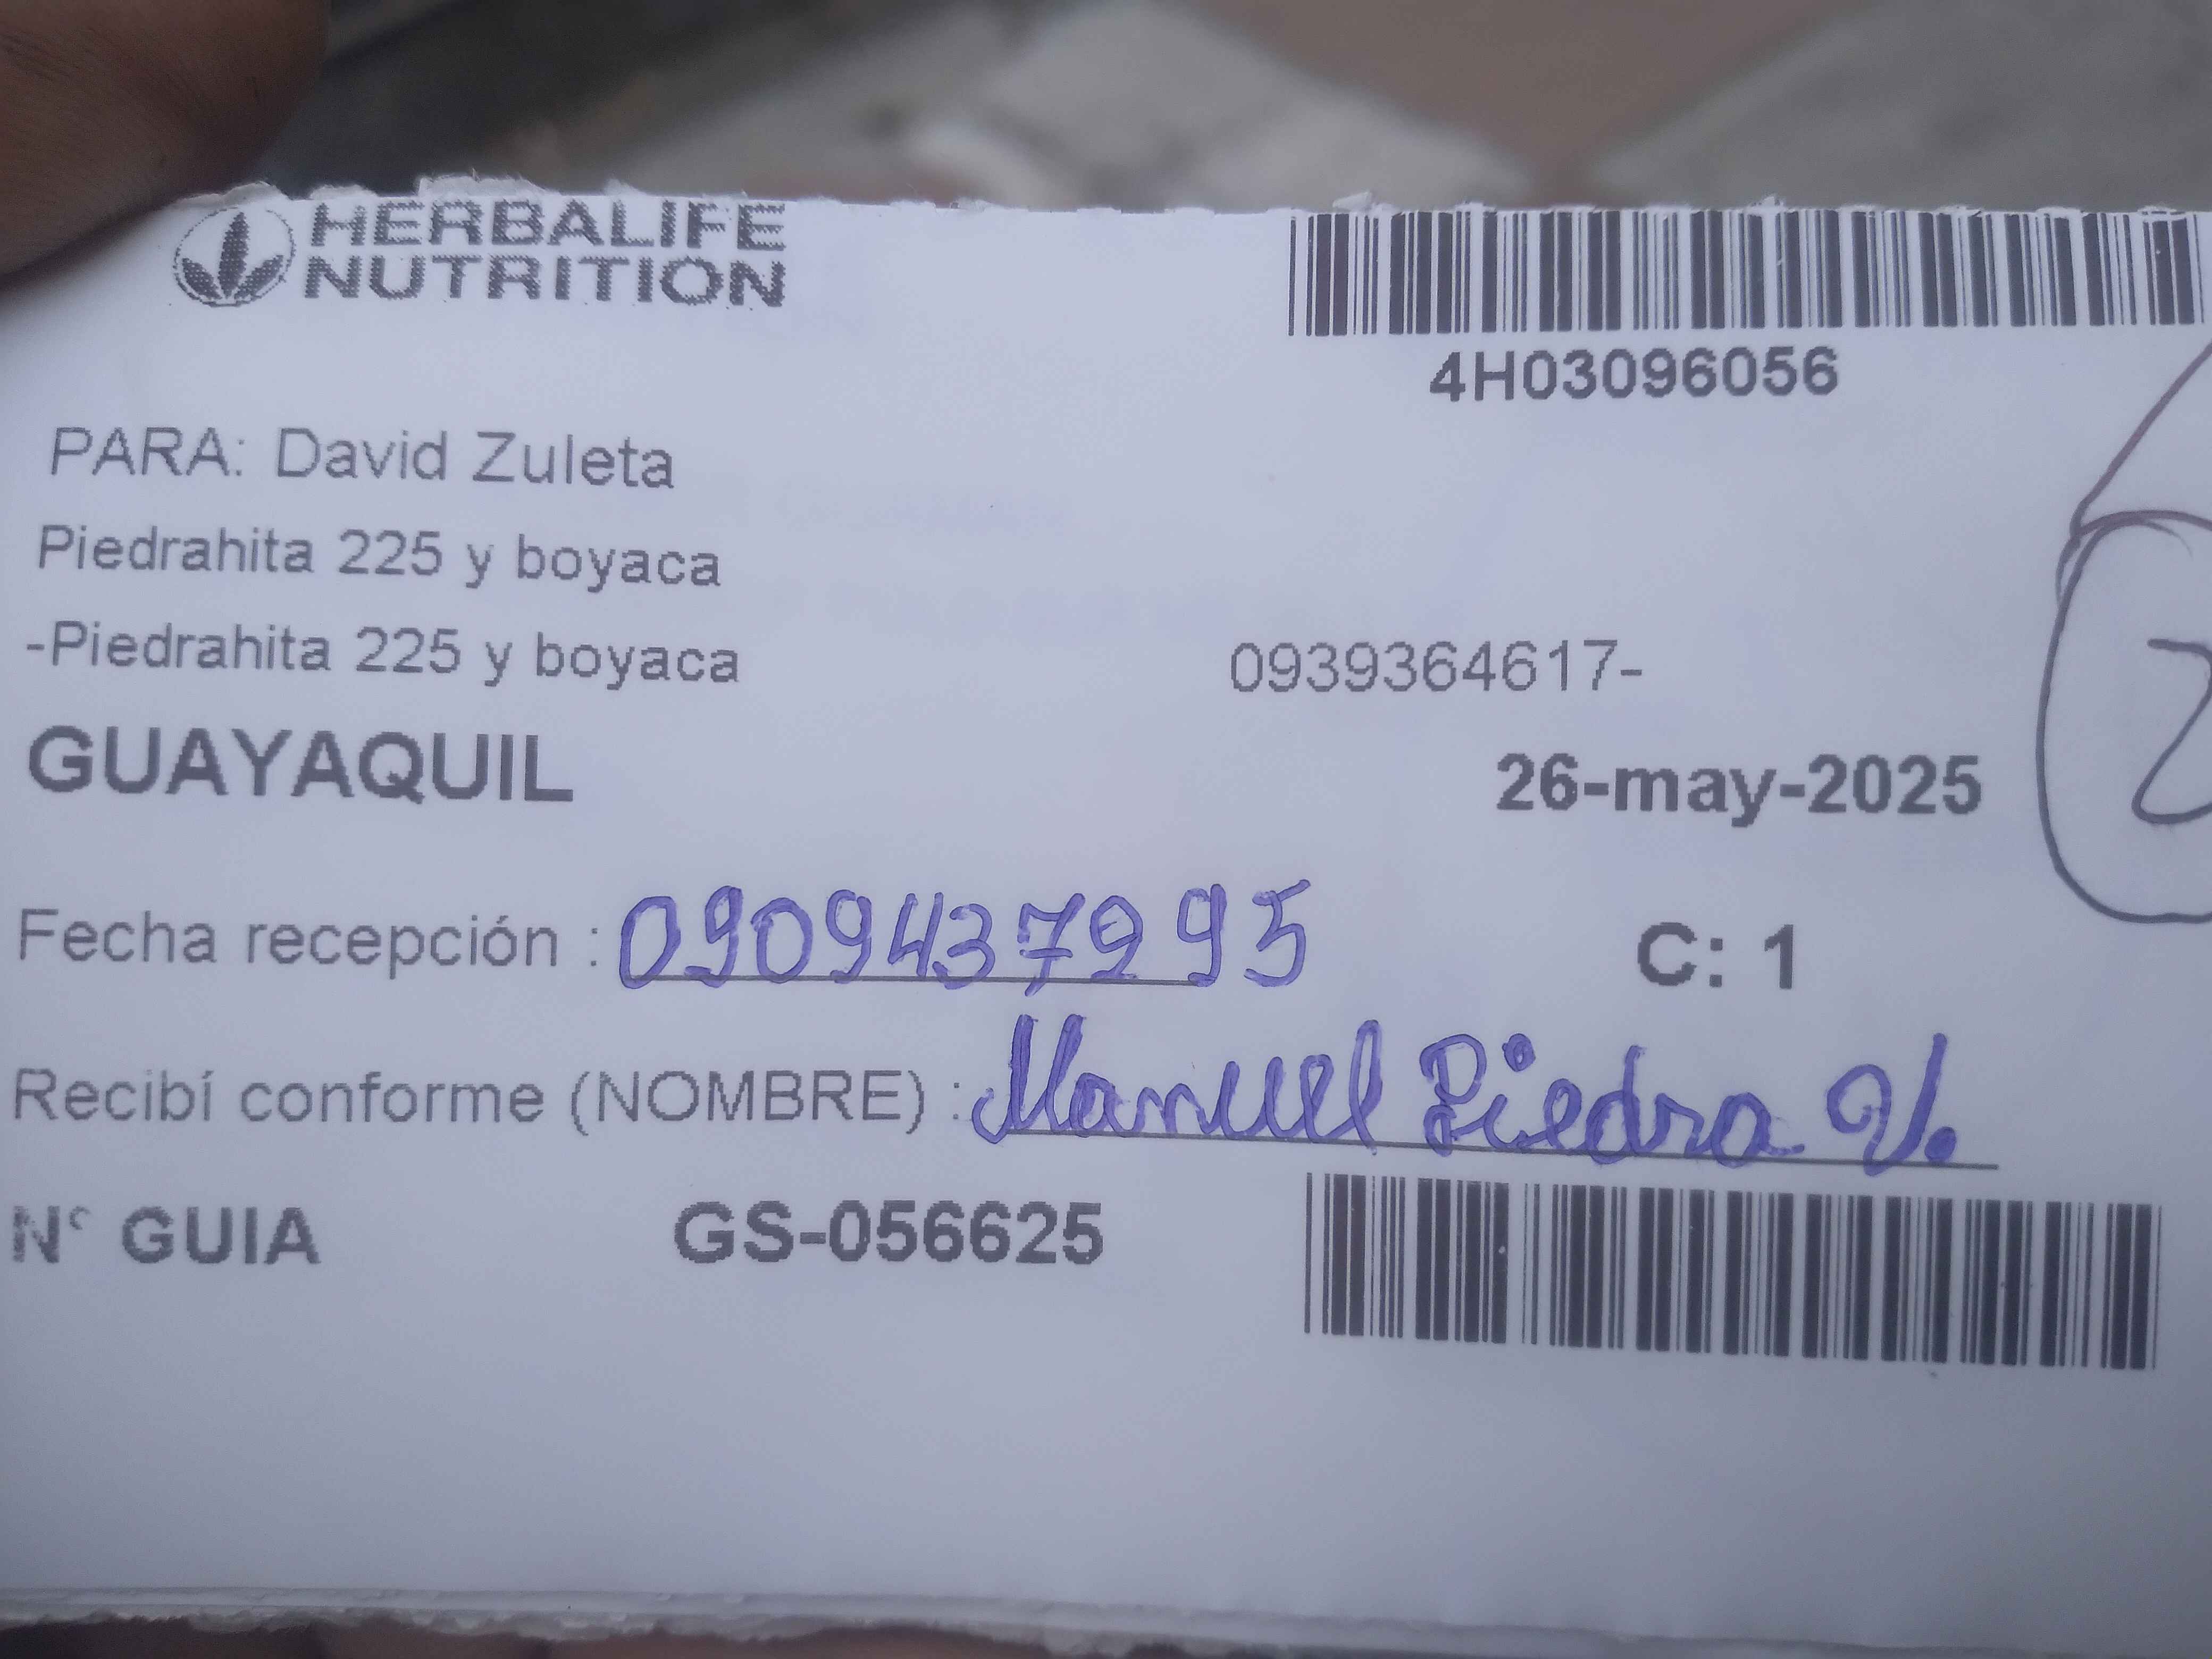 HERBALIFE
NUTRITION
4H03096056
PARA: David Zuleta
Piedrahita 225 y boyaca
-Piedrahita 225 y boyaca 0939364617-
GUAYAQUIL 26-may-2025
2
Fecha recepción : 0909437995 C: 1
Recibí conforme (NOMBRE) : Manuel Piedra V.
N° GUIA GS-056625